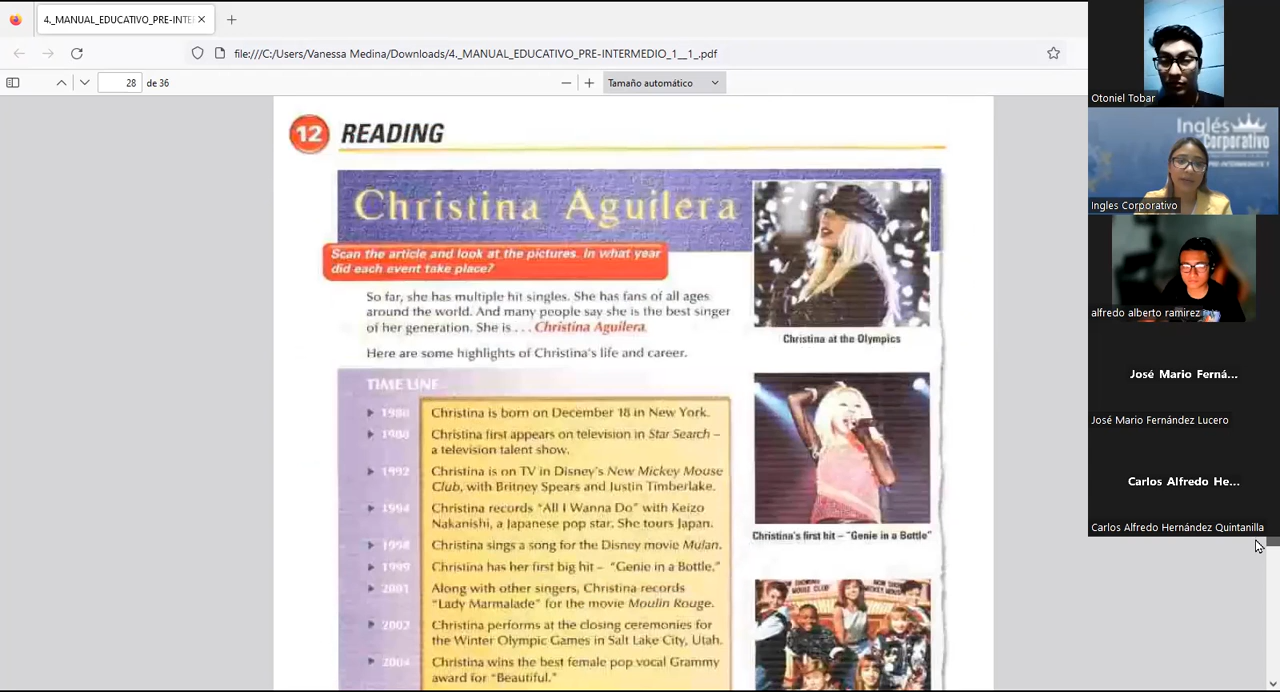 4._MANUAL_EDUCATIVO_PRE-INTE
file:///C:/Users/Vanessa Medina/Downloads/4._MANUAL_EDUCATIVO_PRE-INTERMEDIO_1__1_.pdf
28 de 36
Tamaño automático
12 READING
Christina Aguilera
Scan the article and look at the pictures. In what year
did each event take place?
So far, she has multiple hit singles. She has fans of all ages
around the world. And many people say she is the best singer
of her generation. She is . . . Christina Aguilera.
Here are some highlights of Christina's life and career.
Christina at the Olympics
TIME LINE
1980 Christina is born on December 18 in New York.
1988 Christina first appears on television in Star Search –
a television talent show.
1992 Christina is on TV in Disney's New Mickey Mouse
Club, with Britney Spears and Justin Timberlake.
1994 Christina records "All I Wanna Do" with Keizo
Nakanishi, a Japanese pop star. She tours Japan.
1998 Christina sings a song for the Disney movie Mulan.
1999 Christina has her first big hit – "Genie in a Bottle."
2001 Along with other singers, Christina records
"Lady Marmalade" for the movie Moulin Rouge.
2002 Christina performs at the closing ceremonies for
the Winter Olympic Games in Salt Lake City, Utah.
2004 Christina wins the best female pop vocal Grammy
award for "Beautiful."
Christina's first hit – "Genie in a Bottle"
MOUSE CLUB
Otoniel Tobar
Inglés
Corporativo
PRE-INTERMEDIATE 1
Ingles Corporativo
alfredo alberto ramirez
José Mario Ferná...
José Mario Fernández Lucero
Carlos Alfredo He...
Carlos Alfredo Hernández Quintanilla